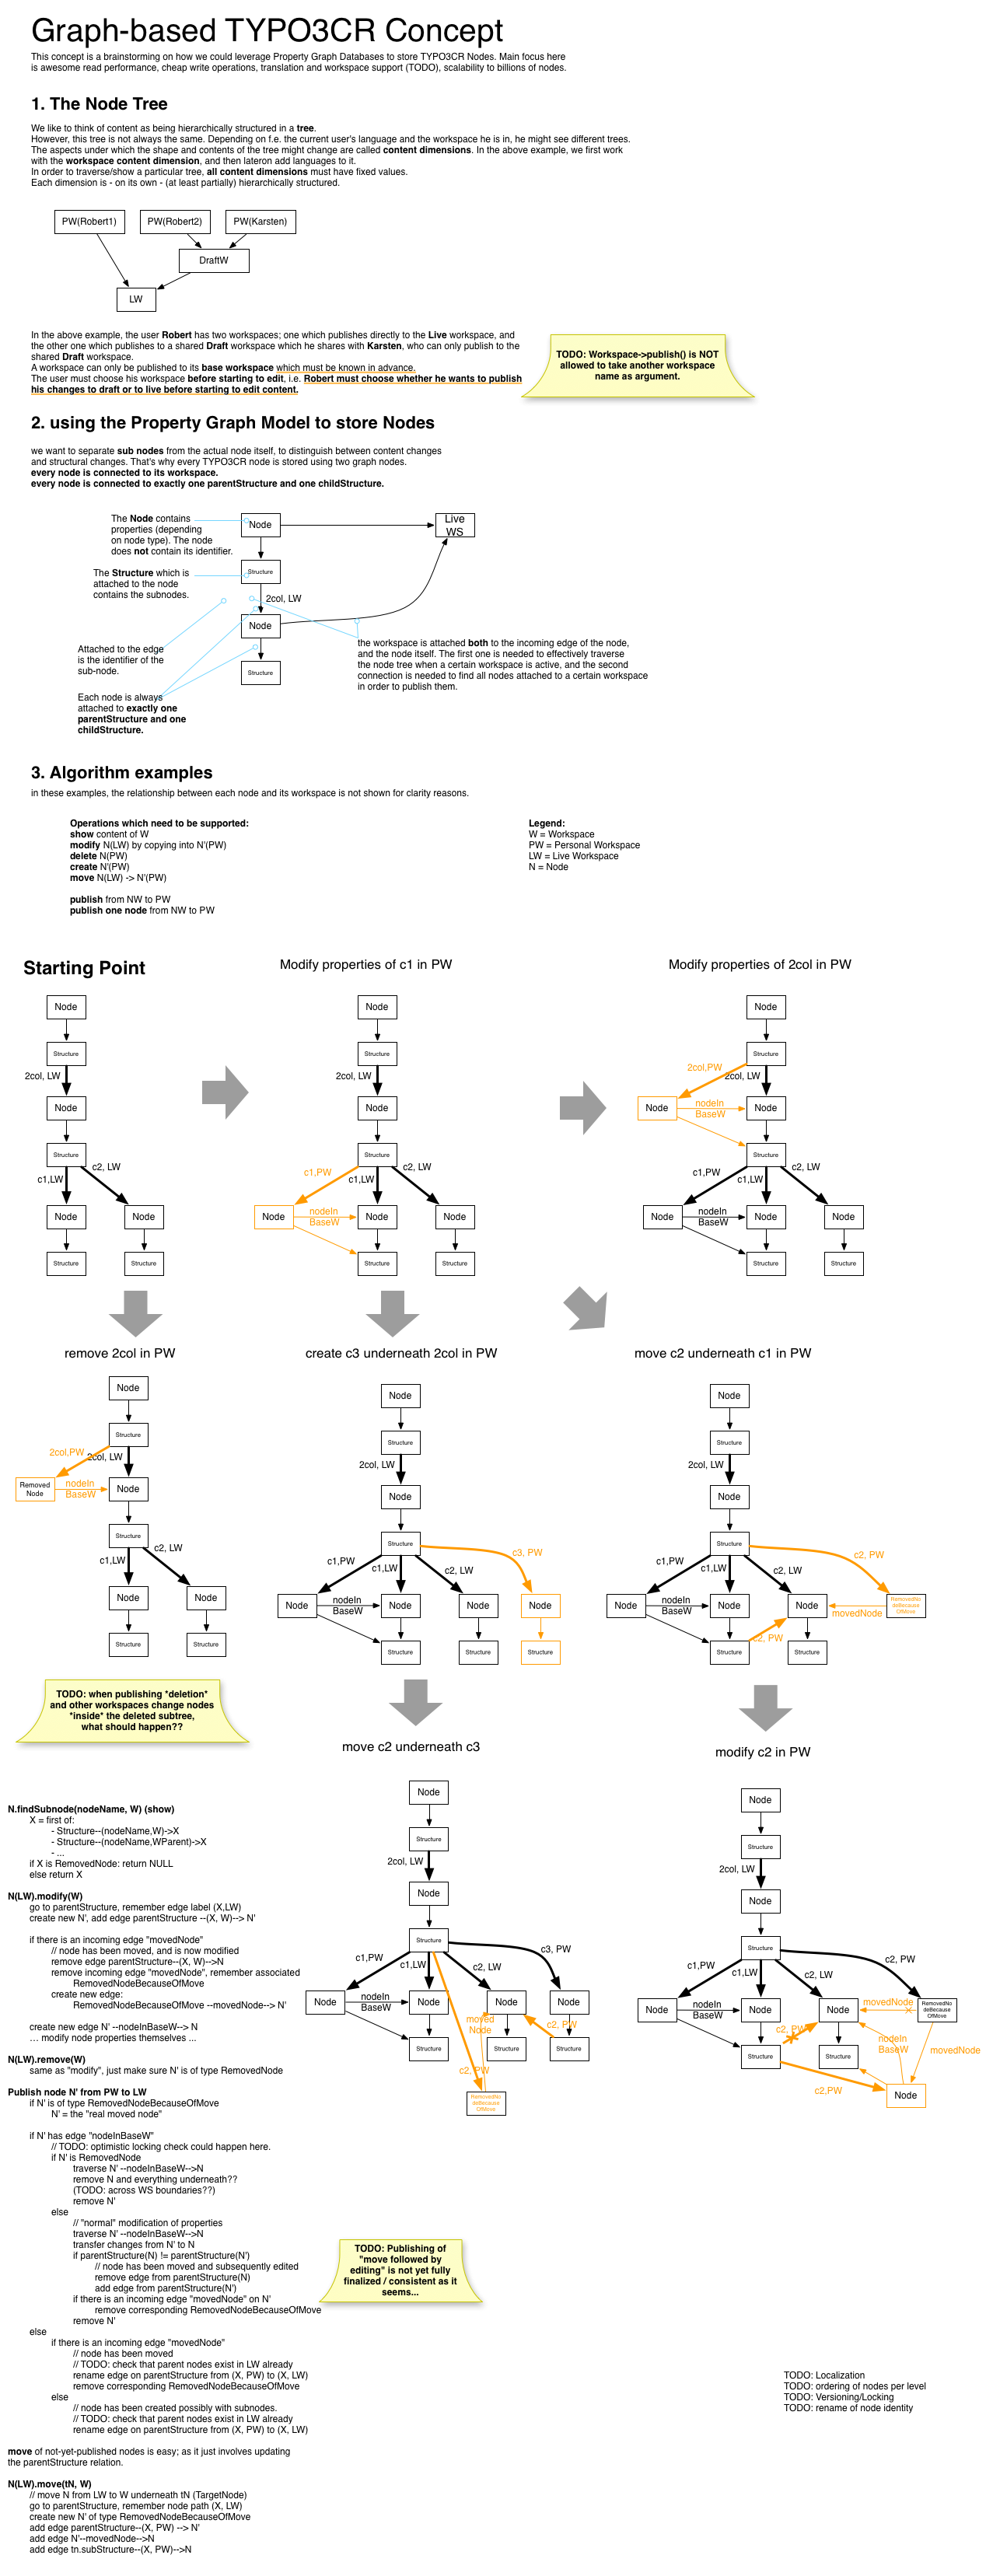 Graph-based TYPO3CR Concept
This concept is a brainstorming on how we could leverage Property Graph Databases to store TYPO3CR Nodes. Main focus here
is awesome read performance, cheap write operations, translation and workspace support (TODO), scalability to billions of nodes.
1. The Node Tree
We like to think of content as being hierarchically structured in a tree.
However, this tree is not always the same. Depending on f.e. the current user's language and the workspace he is in, he might see different trees.
The aspects under which the shape and contents of the tree might change are called content dimensions. In the above example, we first work
with the workspace content dimension, and then lateron add languages to it.
In order to traverse/show a particular tree, all content dimensions must have fixed values.
Each dimension is - on its own - (at least partially) hierarchically structured.
PW(Robert1)
PW(Robert2)
PW(Karsten)
DraftW
LW
In the above example, the user Robert has two workspaces; one which publishes directly to the Live workspace, and
the other one which publishes to a shared Draft workspace which he shares with Karsten, who can only publish to the
shared Draft workspace.
A workspace can only be published to its base workspace which must be known in advance.
The user must choose his workspace before starting to edit, i.e. Robert must choose whether he wants to publish
his changes to draft or to live before starting to edit content.
TODO: Workspace->publish() is NOT
allowed to take another workspace
name as argument.
2. using the Property Graph Model to store Nodes
we want to separate sub nodes from the actual node itself, to distinguish between content changes
and structural changes. That's why every TYPO3CR node is stored using two graph nodes.
every node is connected to its workspace.
every node is connected to exactly one parentStructure and one childStructure.
The Node contains
properties (depending
on node type). The node
does not contain its identifier.
Node
Live
WS
The Structure which is
attached to the node
contains the subnodes.
Structure
2col, LW
Node
Structure
Attached to the edge
is the identifier of the
sub-node.
Each node is always
attached to exactly one
parentStructure and one
childStructure.
the workspace is attached both to the incoming edge of the node,
and the node itself. The first one is needed to effectively traverse
the node tree when a certain workspace is active, and the second
connection is needed to find all nodes attached to a certain workspace
in order to publish them.
3. Algorithm examples
in these examples, the relationship between each node and its workspace is not shown for clarity reasons.
Operations which need to be supported:
show content of W
modify N(LW) by copying into N'(PW)
delete N(PW)
create N'(PW)
move N(LW) -> N'(PW)
publish from NW to PW
publish one node from NW to PW
Legend:
W = Workspace
PW = Personal Workspace
LW = Live Workspace
N = Node
Starting Point
Node
Structure
2col, LW
Node
Structure
c1,LW
c2, LW
Node
Node
Structure
Structure
Modify properties of c1 in PW
Node
Structure
2col, LW
Node
Structure
c1,PW
c1,LW
c2, LW
Node
nodeIn
BaseW
Node
Node
Structure
Structure
Modify properties of 2col in PW
Node
Structure
2col,PW
2col, LW
Node
nodeIn
BaseW
Node
Structure
c1,PW
c1,LW
c2, LW
Node
nodeIn
BaseW
Node
Node
Structure
Structure
remove 2col in PW
Node
Structure
2col,PW
2col, LW
Removed
Node
nodeIn
BaseW
Node
Structure
c1,LW
c2, LW
Node
Node
Structure
Structure
TODO: when publishing *deletion*
and other workspaces change nodes
*inside* the deleted subtree,
what should happen??
create c3 underneath 2col in PW
Node
Structure
2col, LW
Node
Structure
c1,PW
c1,LW
c2, LW
c3, PW
Node
nodeIn
BaseW
Node
Node
Node
Structure
Structure
Structure
move c2 underneath c1 in PW
Node
Structure
2col, LW
Node
Structure
c1,PW
c1,LW
c2, LW
c2, PW
Node
nodeIn
BaseW
Node
Node
movedNode
RemovedNo
deBecause
OfMove
c2, PW
Structure
Structure
move c2 underneath c3
Node
Structure
2col, LW
Node
Structure
c1,PW
c1,LW
c2, LW
c3, PW
Node
nodeIn
BaseW
Node
Node
Node
moved
Node
c2, PW
Structure
Structure
Structure
c2, PW
RemovedNo
deBecause
OfMove
modify c2 in PW
Node
Structure
2col, LW
Node
Structure
c1,PW
c1,LW
c2, LW
c2, PW
Node
nodeIn
BaseW
Node
Node
movedNode
RemovedNo
deBecause
OfMove
c2, PW
nodeIn
BaseW
movedNode
Structure
Structure
c2,PW
Node
N.findSubnode(nodeName, W) (show)
X = first of:
- Structure--(nodeName,W)->X
- Structure--(nodeName,WParent)->X
- ...
if X is RemovedNode: return NULL
else return X
N(LW).modify(W)
go to parentStructure, remember edge label (X,LW)
create new N', add edge parentStructure --(X, W)--> N'
if there is an incoming edge "movedNode"
// node has been moved, and is now modified
remove edge parentStructure--(X, W)-->N
remove incoming edge "movedNode", remember associated
RemovedNodeBecauseOfMove
create new edge:
RemovedNodeBecauseOfMove --movedNode--> N'
create new edge N' --nodeInBaseW--> N
… modify node properties themselves ...
N(LW).remove(W)
same as "modify", just make sure N' is of type RemovedNode
Publish node N' from PW to LW
if N' is of type RemovedNodeBecauseOfMove
N' = the "real moved node"
if N' has edge "nodeInBaseW"
// TODO: optimistic locking check could happen here.
if N' is RemovedNode
traverse N' --nodeInBaseW-->N
remove N and everything underneath??
(TODO: across WS boundaries??)
remove N'
else
// "normal" modification of properties
traverse N' --nodeInBaseW-->N
transfer changes from N' to N
if parentStructure(N) != parentStructure(N')
// node has been moved and subsequently edited
remove edge from parentStructure(N)
add edge from parentStructure(N')
if there is an incoming edge "movedNode" on N'
remove corresponding RemovedNodeBecauseOfMove
remove N'
else
if there is an incoming edge "movedNode"
// node has been moved
// TODO: check that parent nodes exist in LW already
rename edge on parentStructure from (X, PW) to (X, LW)
remove corresponding RemovedNodeBecauseOfMove
else
// node has been created possibly with subnodes.
// TODO: check that parent nodes exist in LW already
rename edge on parentStructure from (X, PW) to (X, LW)
move of not-yet-published nodes is easy; as it just involves updating
the parentStructure relation.
N(LW).move(tN, W)
// move N from LW to W underneath tN (TargetNode)
go to parentStructure, remember node path (X, LW)
create new N' of type RemovedNodeBecauseOfMove
add edge parentStructure--(X, PW) --> N'
add edge N'--movedNode-->N
add edge tn.subStructure--(X, PW)-->N
TODO: Publishing of
"move followed by
editing" is not yet fully
finalized / consistent as it
seems...
TODO: Localization
TODO: ordering of nodes per level
TODO: Versioning/Locking
TODO: rename of node identity